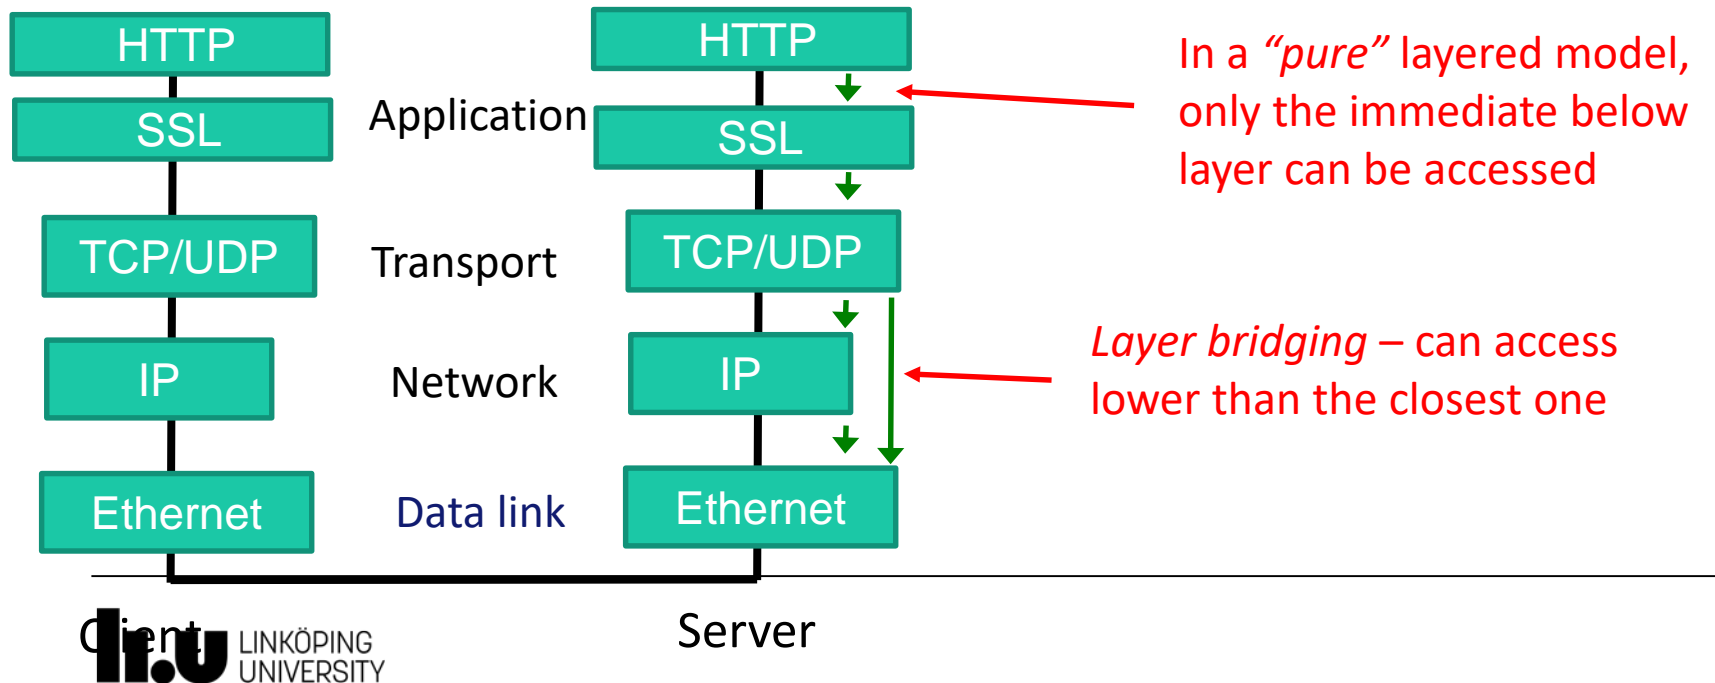 HTTP
SSL
TCP/UDP
IP
Ethernet
Application
Transport
Network
Data link
HTTP
SSL
TCP/UDP
IP
Ethernet
In a “pure” layered model,
only the immediate below
layer can be accessed
Layer bridging – can access
lower than the closest one
Client
Server
li.u LINKÖPING
UNIVERSITY